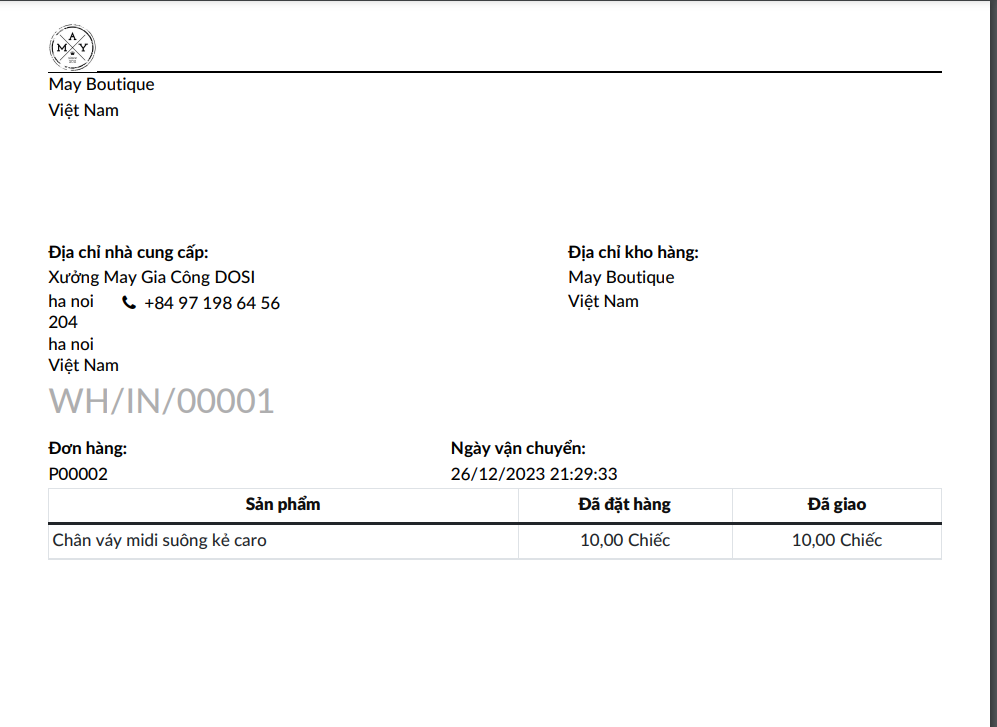 M A Y
May Boutique
Việt Nam
Địa chỉ nhà cung cấp:
Xưởng May Gia Công DOSI
ha noi +84 97 198 64 56
204
ha noi
Việt Nam
Địa chỉ kho hàng:
May Boutique
Việt Nam
WH/IN/00001
Đơn hàng: Ngày vận chuyển:
P00002 26/12/2023 21:29:33
Sản phẩm Đã đặt hàng Đã giao
Chân váy midi suông kẻ caro 10,00 Chiếc 10,00 Chiếc